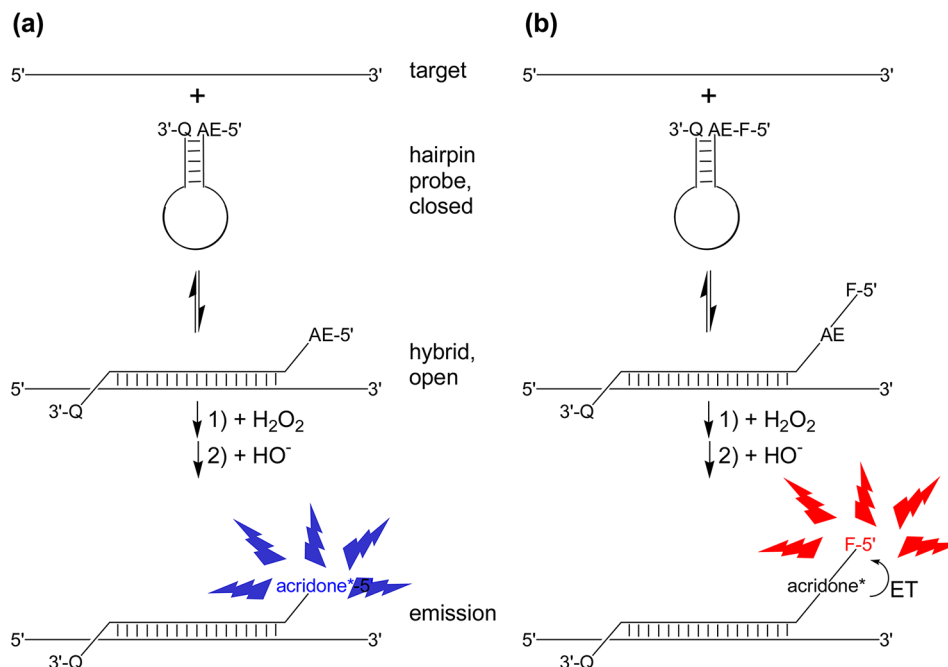 (a)
5' 3' target
+
3'-Q AE-5'
hairpin
probe,
closed
AE-5'
hybrid,
open
5' 3'
3'-Q
1) + H₂O₂
2) + HO⁻
acridone*-5'
emission
5' 3'
3'-Q
(b)
5' 3'
+
3'-Q AE-F-5'
F-5'
AE
5' 3'
3'-Q
1) + H₂O₂
2) + HO⁻
F-5'
acridone*
ET
5' 3'
3'-Q